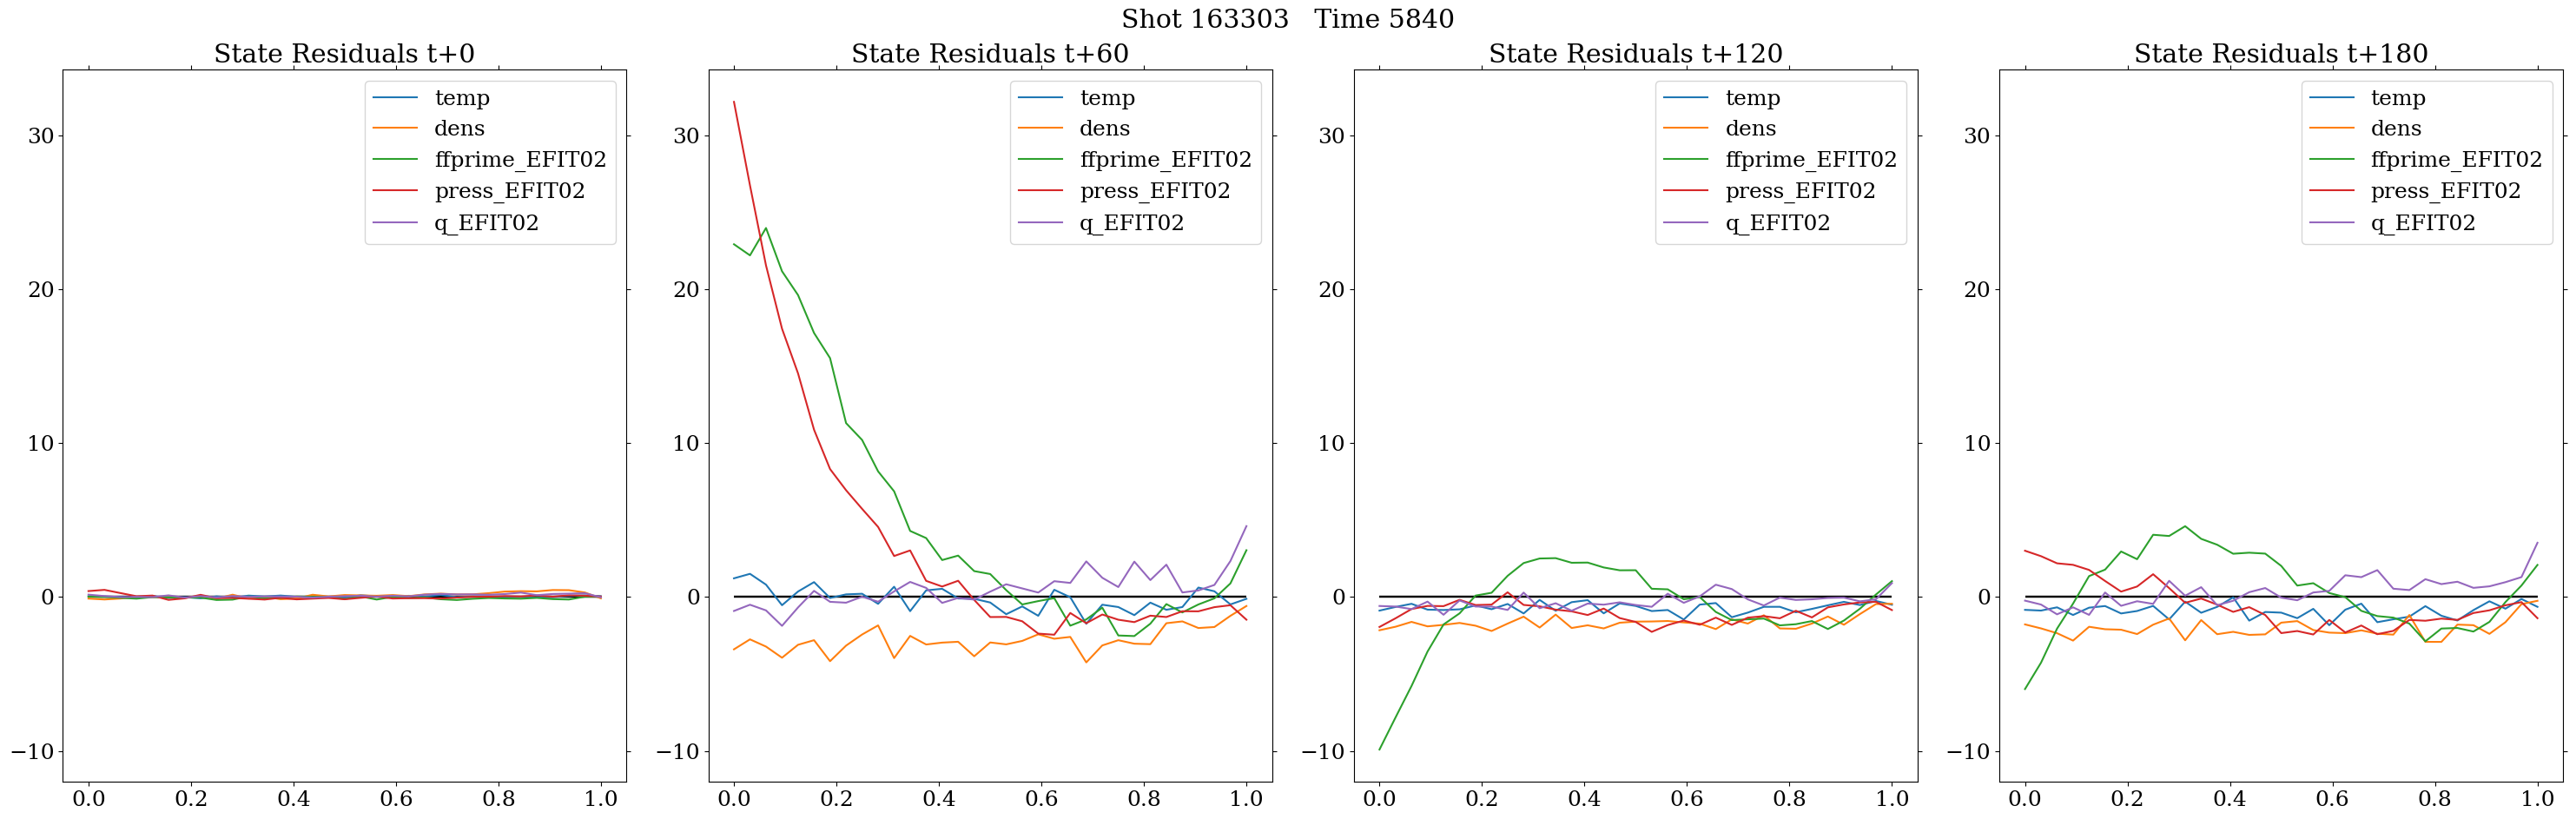 Shot 163303   Time 5840
State Residuals t+0
temp
dens
ffprime_EFIT02
press_EFIT02
q_EFIT02
30
20
10
0
−10
0.0 0.2 0.4 0.6 0.8 1.0
State Residuals t+60
temp
dens
ffprime_EFIT02
press_EFIT02
q_EFIT02
30
20
10
0
−10
0.0 0.2 0.4 0.6 0.8 1.0
State Residuals t+120
temp
dens
ffprime_EFIT02
press_EFIT02
q_EFIT02
30
20
10
0
−10
0.0 0.2 0.4 0.6 0.8 1.0
State Residuals t+180
temp
dens
ffprime_EFIT02
press_EFIT02
q_EFIT02
30
20
10
0
−10
0.0 0.2 0.4 0.6 0.8 1.0